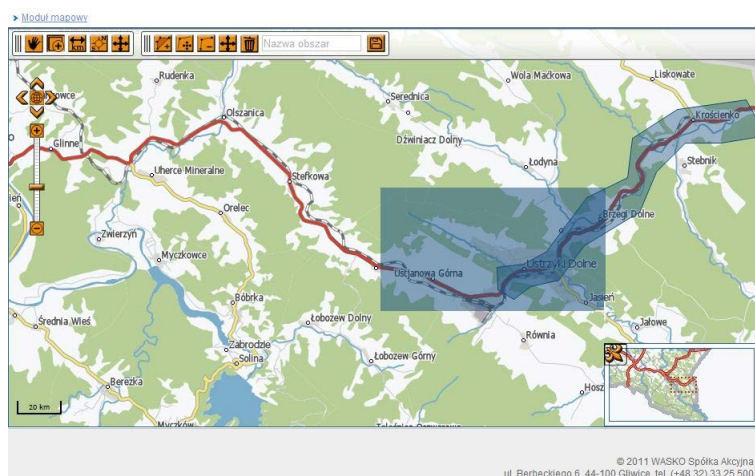 Moduł mapowy
km
Nazwa obszar
Rudenka
Wola Maćkowa
Liskowate
Serednica
Olszanica
Krościenko
Glinne
Dźwiniacz Dolny
Stebnik
Łodyna
Uherce Mineralne
Stefkowa
Orelec
Brzegi Dolne
Zwierzyń
Myczkowce
Ustjanowa Górna
Ustrzyki Dolne
Bóbrka
Jasień
Średnia Wieś
Łobozew Dolny
Jałowe
Równia
Zabrodzie
Solina
Łobozew Górny
Bereźka
Hosz
20 km
Myczków
© 2011 WASKO Spółka Akcyjna
ul. Berbeckiego 6, 44-100 Gliwice, tel. (+48 32) 33 25 500